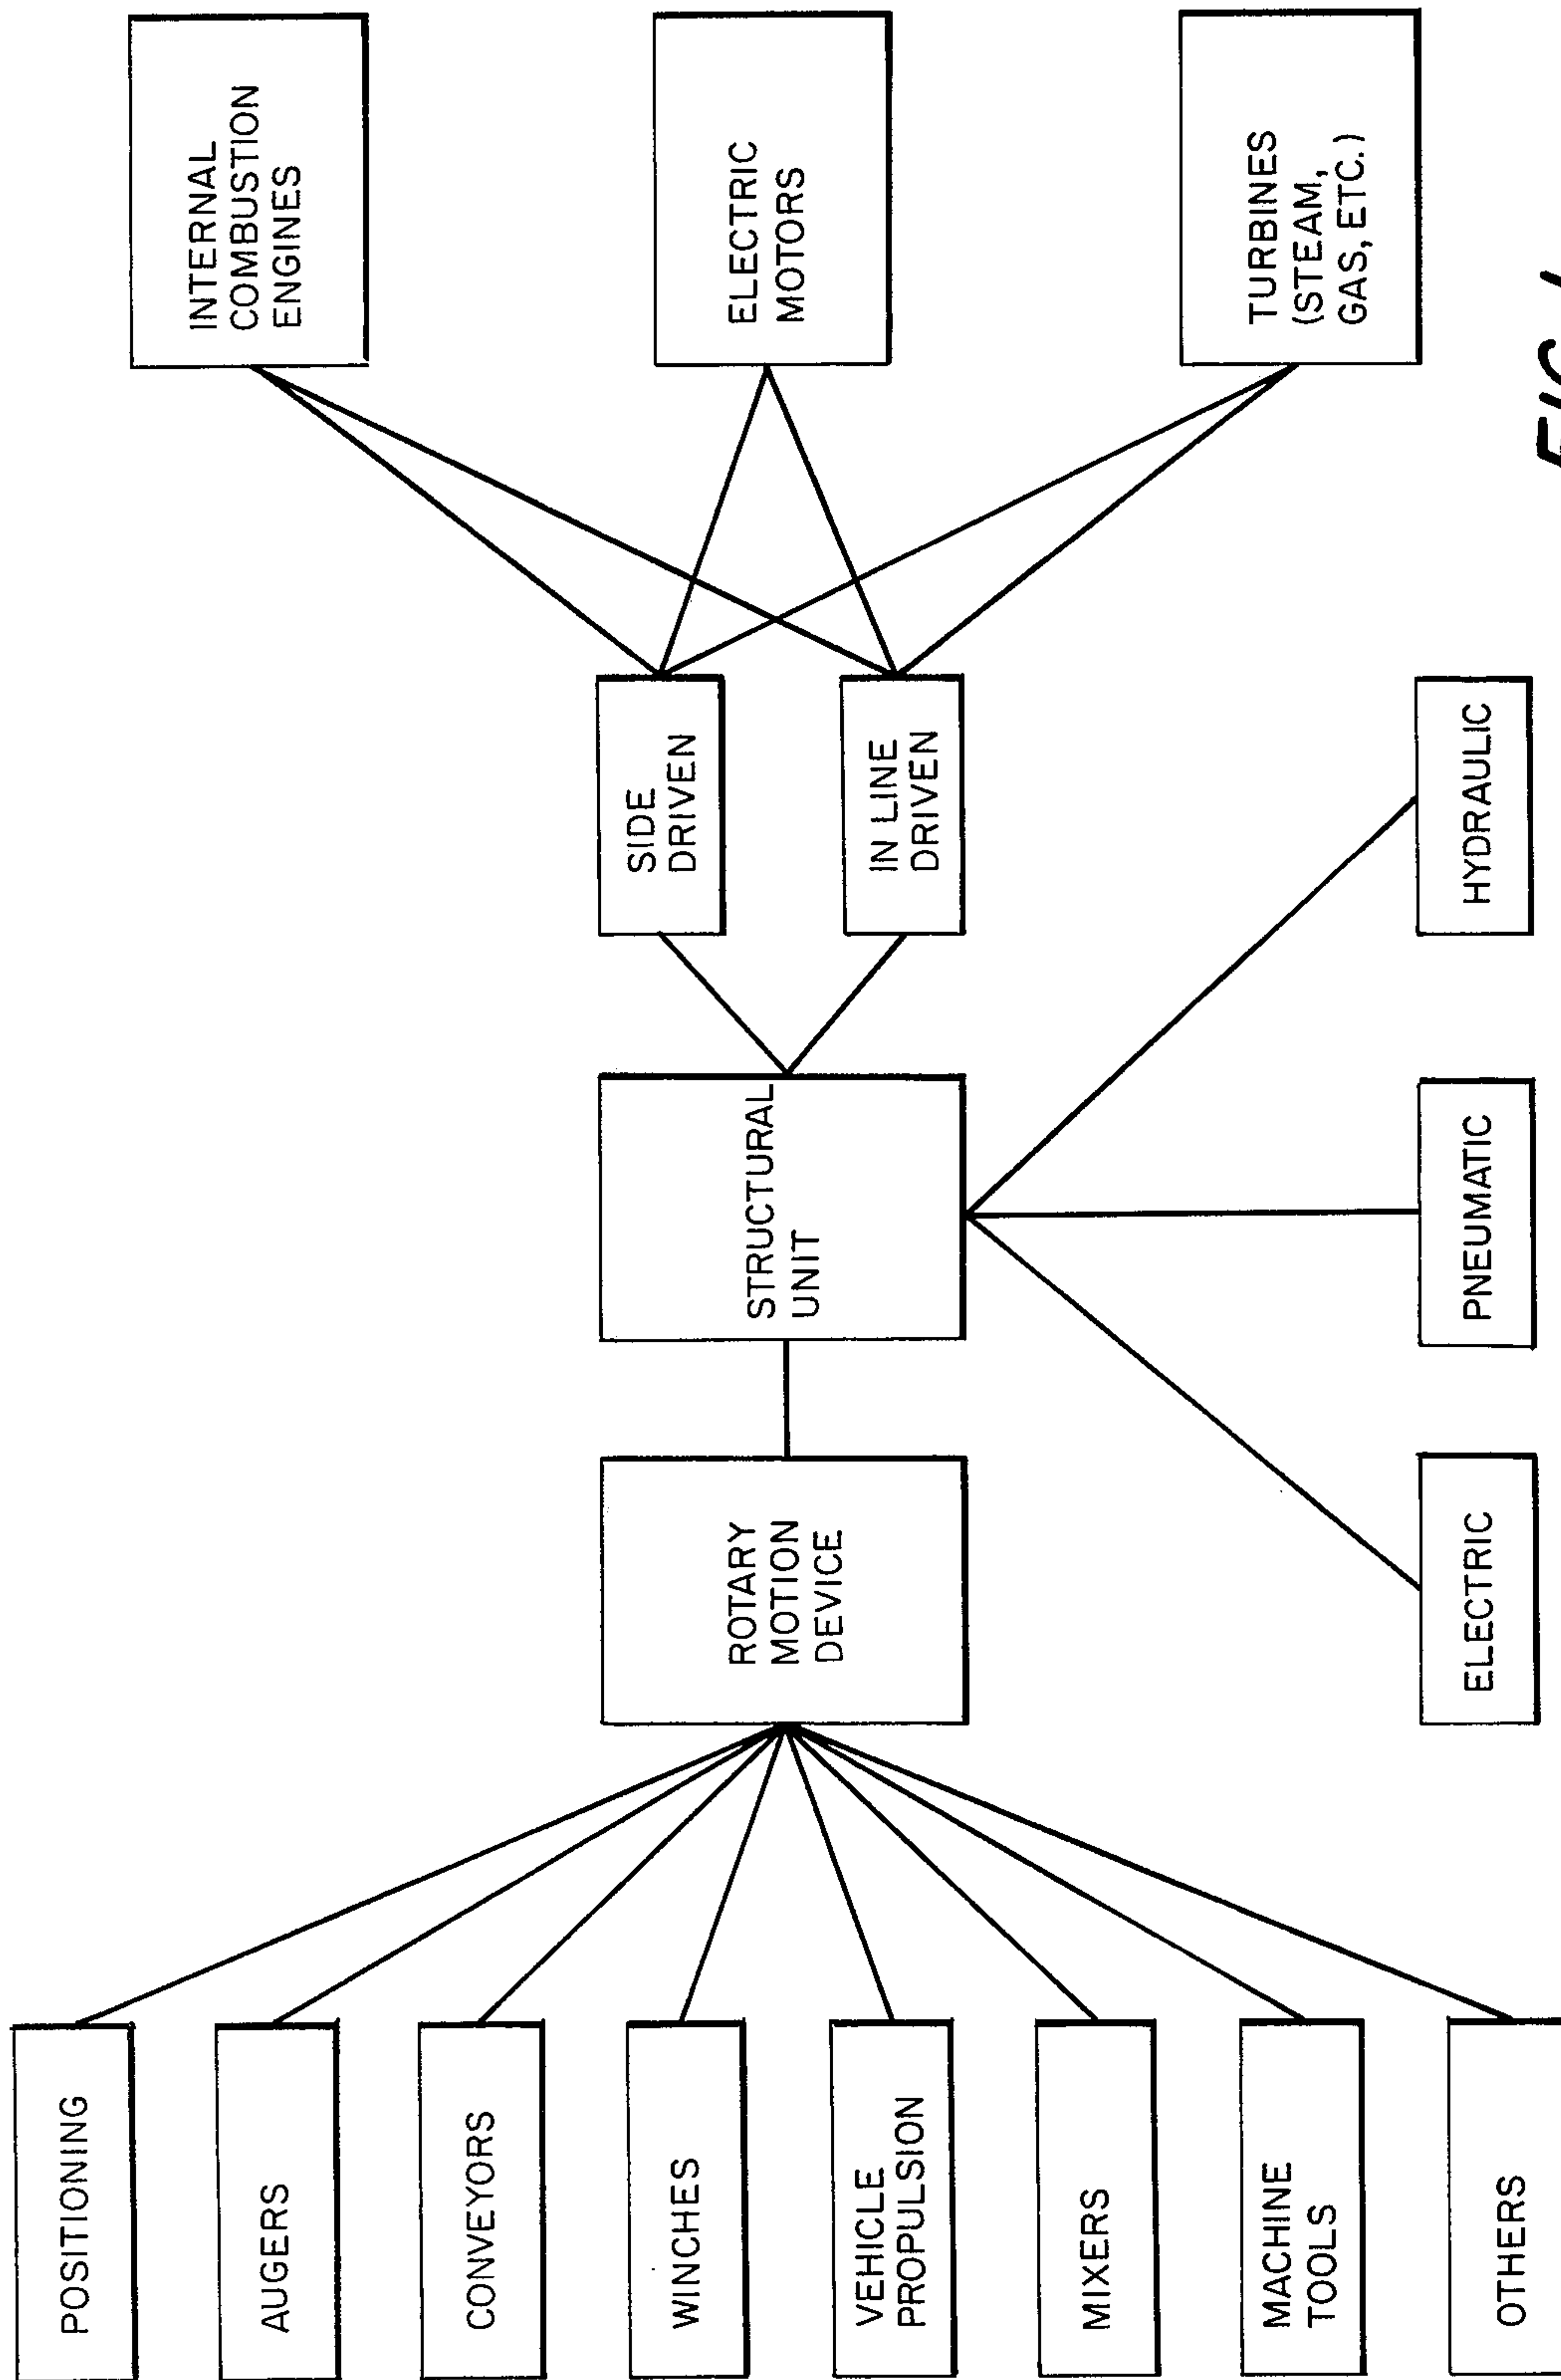 POSITIONING
AUGERS
CONVEYORS
WINCHES
VEHICLE
PROPULSION
MIXERS
MACHINE
TOOLS
OTHERS
ROTARY
MOTION
DEVICE
STRUCTURAL
UNIT
ELECTRIC
PNEUMATIC
HYDRAULIC
SIDE
DRIVEN
IN LINE
DRIVEN
INTERNAL
COMBUSTION
ENGINES
ELECTRIC
MOTORS
TURBINES
(STEAM,
GAS, ETC.)